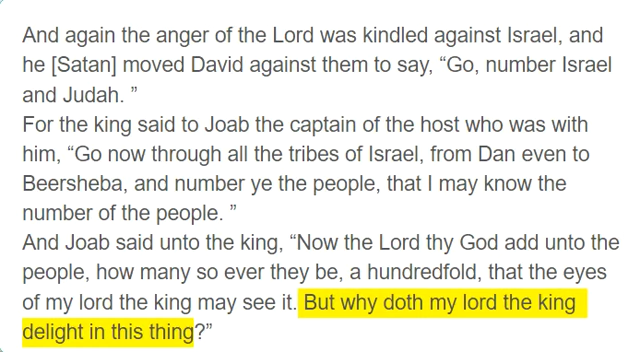 And again the anger of the Lord was kindled against Israel, and
he [Satan] moved David against them to say, “Go, number Israel
and Judah. ”
For the king said to Joab the captain of the host who was with
him, “Go now through all the tribes of Israel, from Dan even to
Beersheba, and number ye the people, that I may know the
number of the people. ”
And Joab said unto the king, “Now the Lord thy God add unto the
people, how many so ever they be, a hundredfold, that the eyes
of my lord the king may see it. But why doth my lord the king
delight in this thing?”